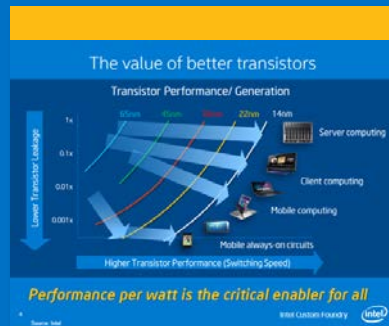 The value of better transistors
Transistor Performance/ Generation
65nm 45nm 32nm 22nm 14nm
1x
0.1x
0.01x
0.001x
Lower Transistor Leakage
Server computing
Client computing
Mobile computing
Mobile always-on circuits
Higher Transistor Performance (Switching Speed)
Performance per watt is the critical enabler for all
4
Source: Intel
Intel Custom Foundry
intel